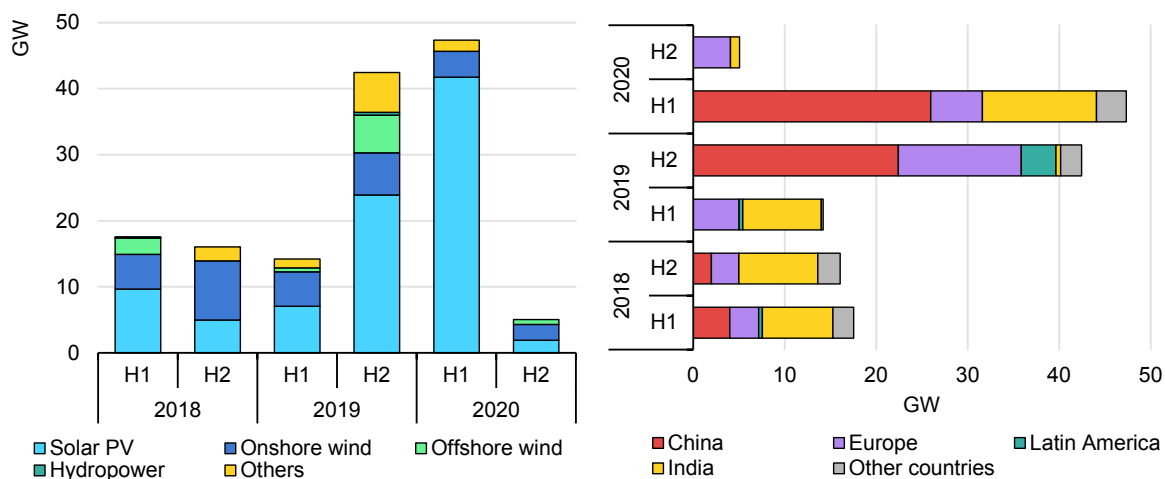 GW
50
40
30
20
10
0
H1 H2 H1 H2 H1 H2
2018 2019 2020
Solar PV Onshore wind Offshore wind
Hydropower Others
2020 H2
H1
2019 H2
H1
2018 H2
H1
0 10 20 30 40 50
GW
China Europe Latin America
India Other countries